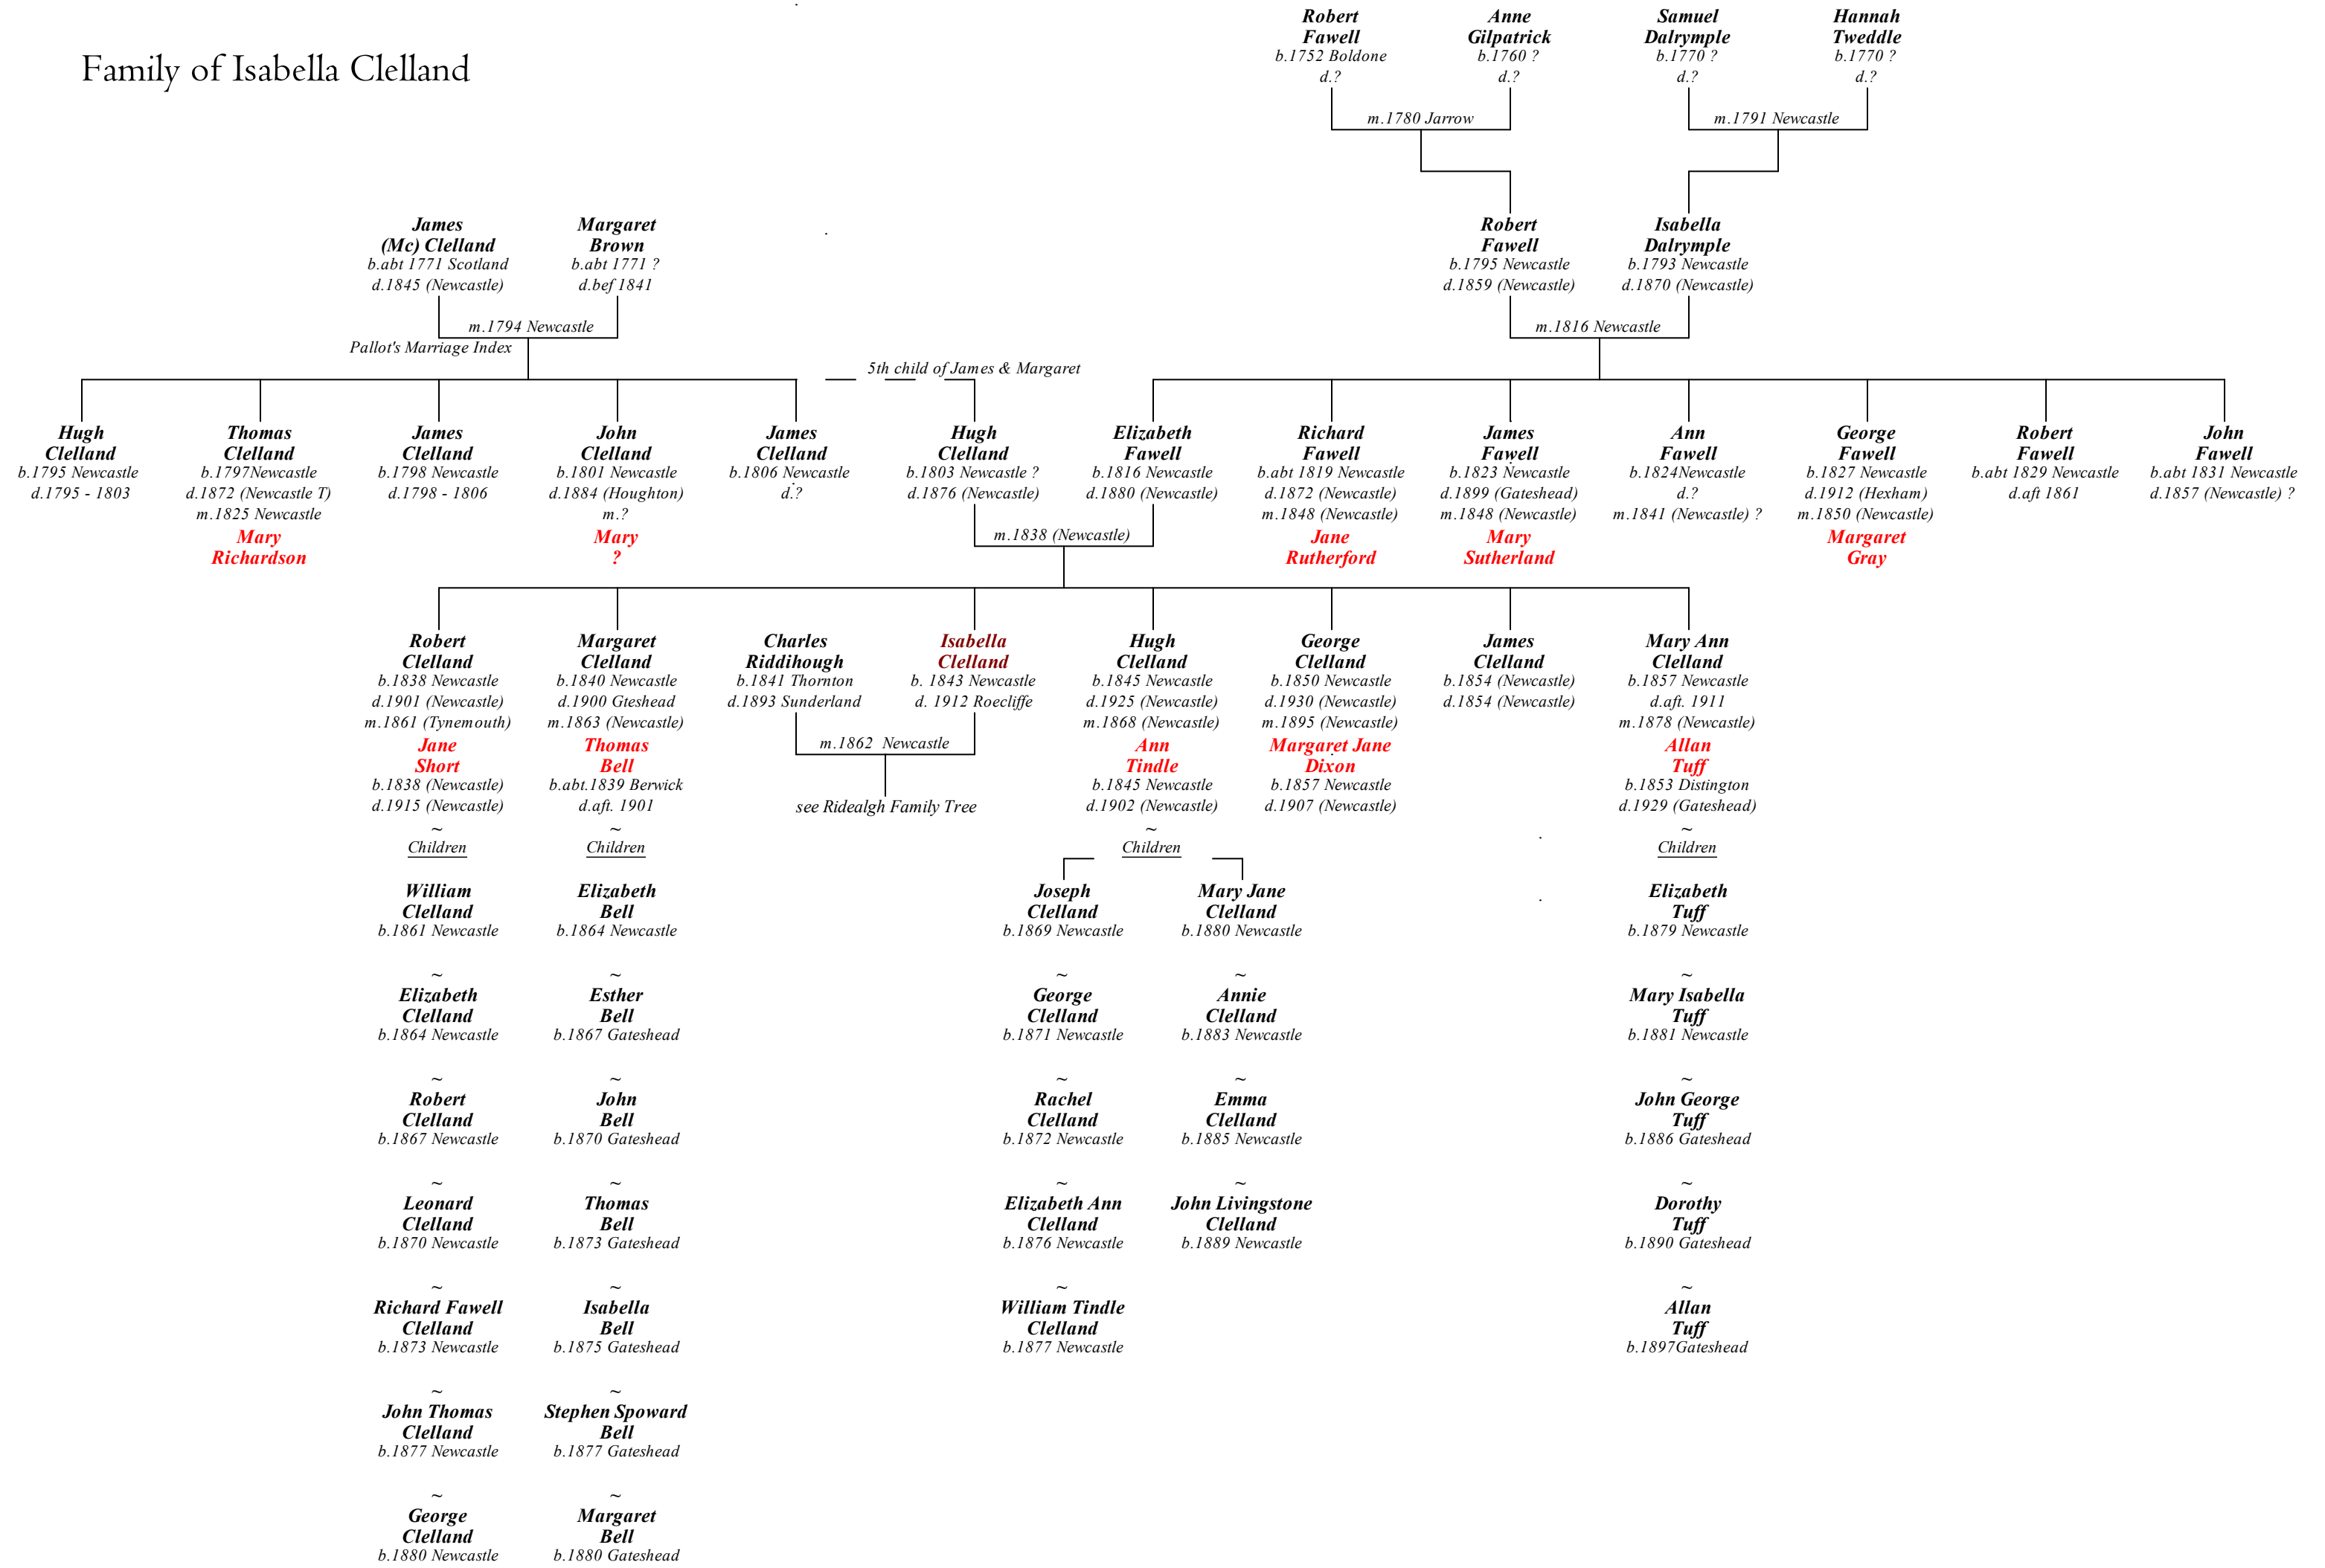 Family of Isabella Clelland
Robert
Fawell
b.1752 Boldone
d.?
Anne
Gilpatrick
b.1760 ?
d.?
Samuel
Dalrymple
b.1770 ?
d.?
Hannah
Tweddle
b.1770 ?
d.?
m.1780 Jarrow
m.1791 Newcastle
James
(Mc) Clelland
b.abt 1771 Scotland
d.1845 (Newcastle)
Margaret
Brown
b.abt 1771 ?
d.bef 1841
Robert
Fawell
b.1795 Newcastle
d.1859 (Newcastle)
Isabella
Dalrymple
b.1793 Newcastle
d.1870 (Newcastle)
m.1794 Newcastle
Pallot's Marriage Index
m.1816 Newcastle
5th child of James & Margaret
Hugh
Clelland
b.1795 Newcastle
d.1795 - 1803
Thomas
Clelland
b.1797Newcastle
d.1872 (Newcastle T)
m.1825 Newcastle
Mary
Richardson
James
Clelland
b.1798 Newcastle
d.1798 - 1806
John
Clelland
b.1801 Newcastle
d.1884 (Houghton)
m.?
Mary
?
James
Clelland
b.1806 Newcastle
d.?
Hugh
Clelland
b.1803 Newcastle ?
d.1876 (Newcastle)
Elizabeth
Fawell
b.1816 Newcastle
d.1880 (Newcastle)
Richard
Fawell
b.abt 1819 Newcastle
d.1872 (Newcastle)
m.1848 (Newcastle)
Jane
Rutherford
James
Fawell
b.1823 Newcastle
d.1899 (Gateshead)
m.1848 (Newcastle)
Mary
Sutherland
Ann
Fawell
b.1824Newcastle
d.?
m.1841 (Newcastle) ?
George
Fawell
b.1827 Newcastle
d.1912 (Hexham)
m.1850 (Newcastle)
Margaret
Gray
Robert
Fawell
b.abt 1829 Newcastle
d.aft 1861
John
Fawell
b.abt 1831 Newcastle
d.1857 (Newcastle) ?
m.1838 (Newcastle)
Robert
Clelland
b.1838 Newcastle
d.1901 (Newcastle)
m.1861 (Tynemouth)
Jane
Short
b.1838 (Newcastle)
d.1915 (Newcastle)
~
Children
Margaret
Clelland
b.1840 Newcastle
d.1900 Gteshead
m.1863 (Newcastle)
Thomas
Bell
b.abt.1839 Berwick
d.aft. 1901
~
Children
Charles
Riddihough
b.1841 Thornton
d.1893 Sunderland
Isabella
Clelland
b. 1843 Newcastle
d. 1912 Roecliffe
m.1862 Newcastle
see Ridealgh Family Tree
Hugh
Clelland
b.1845 Newcastle
d.1925 (Newcastle)
m.1868 (Newcastle)
Ann
Tindle
b.1845 Newcastle
d.1902 (Newcastle)
~
Children
George
Clelland
b.1850 Newcastle
d.1930 (Newcastle)
m.1895 (Newcastle)
Margaret Jane
Dixon
b.1857 Newcastle
d.1907 (Newcastle)
James
Clelland
b.1854 (Newcastle)
d.1854 (Newcastle)
Mary Ann
Clelland
b.1857 Newcastle
d.aft. 1911
m.1878 (Newcastle)
Allan
Tuff
b.1853 Distington
d.1929 (Gateshead)
~
Children
William
Clelland
b.1861 Newcastle
~
Elizabeth
Clelland
b.1864 Newcastle
~
Robert
Clelland
b.1867 Newcastle
~
Leonard
Clelland
b.1870 Newcastle
~
Richard Fawell
Clelland
b.1873 Newcastle
~
John Thomas
Clelland
b.1877 Newcastle
~
George
Clelland
b.1880 Newcastle
Elizabeth
Bell
b.1864 Newcastle
~
Esther
Bell
b.1867 Gateshead
~
John
Bell
b.1870 Gateshead
~
Thomas
Bell
b.1873 Gateshead
~
Isabella
Bell
b.1875 Gateshead
~
Stephen Spoward
Bell
b.1877 Gateshead
~
Margaret
Bell
b.1880 Gateshead
Joseph
Clelland
b.1869 Newcastle
~
George
Clelland
b.1871 Newcastle
~
Rachel
Clelland
b.1872 Newcastle
~
Elizabeth Ann
Clelland
b.1876 Newcastle
~
William Tindle
Clelland
b.1877 Newcastle
Mary Jane
Clelland
b.1880 Newcastle
~
Annie
Clelland
b.1883 Newcastle
~
Emma
Clelland
b.1885 Newcastle
~
John Livingstone
Clelland
b.1889 Newcastle
Elizabeth
Tuff
b.1879 Newcastle
~
Mary Isabella
Tuff
b.1881 Newcastle
~
John George
Tuff
b.1886 Gateshead
~
Dorothy
Tuff
b.1890 Gateshead
~
Allan
Tuff
b.1897Gateshead